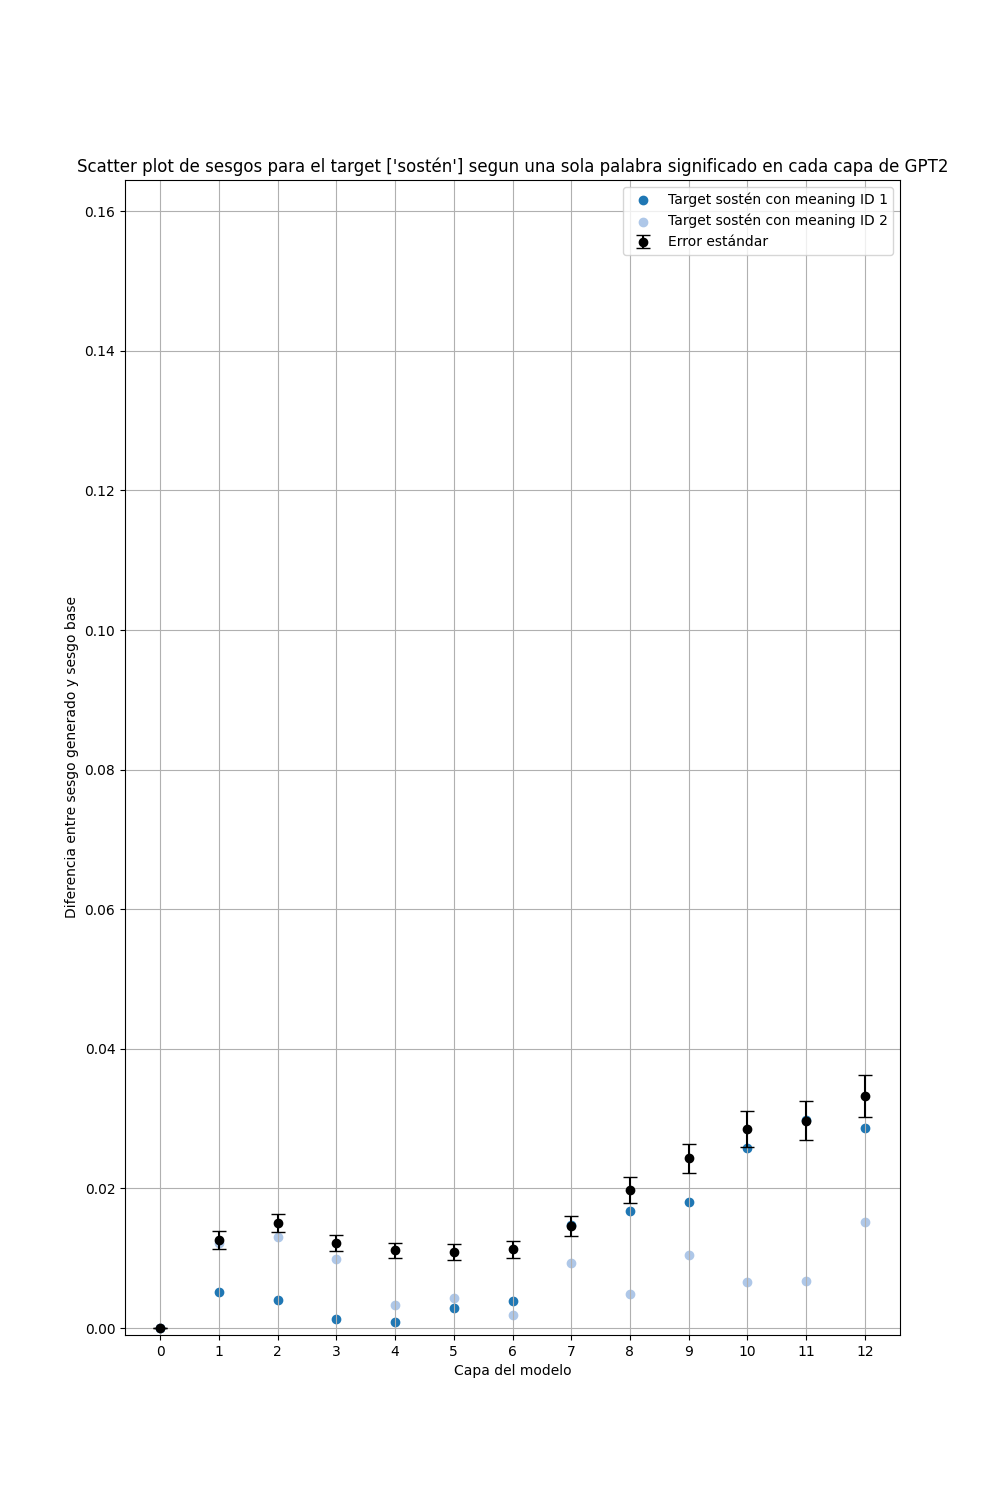 Scatter plot de sesgos para el target ['sostén'] segun una sola palabra significado en cada capa de GPT2
Target sostén con meaning ID 1
Target sostén con meaning ID 2
Error estándar
Diferencia entre sesgo generado y sesgo base
0.16
0.14
0.12
0.10
0.08
0.06
0.04
0.02
0.00
0 1 2 3 4 5 6 7 8 9 10 11 12
Capa del modelo